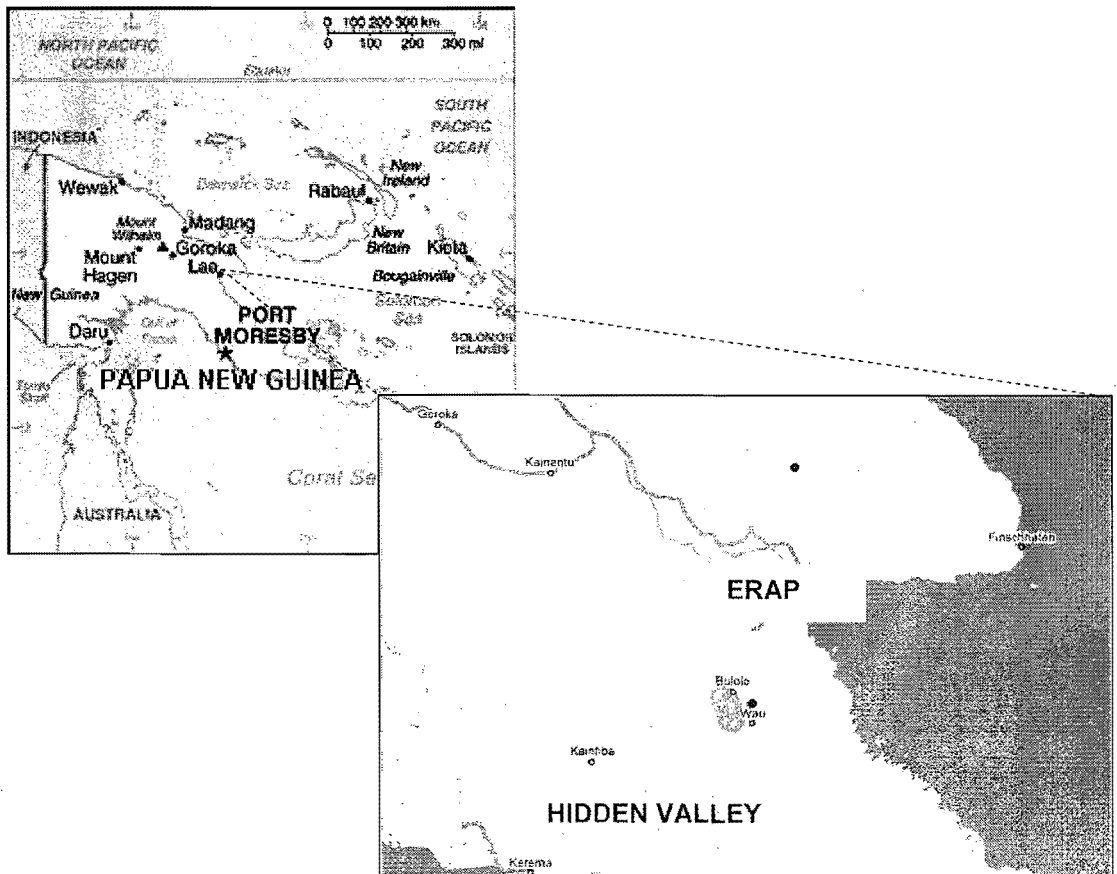 0 100 200 300 km
0 100 200 300 mi
NORTH PACIFIC
OCEAN
Equator
SOUTH
PACIFIC
OCEAN
INDONESIA
New
Ireland
Wewak
Rabaul
Madang
Mount
Wilhelm
Goroka
New
Britain
Kieta
Mount
Hagen
Lae
Bougainville
New Guinea
Solomon
Sea
PORT
MORESBY
Daru
SOLOMON
ISLANDS
PAPUA NEW GUINEA
Coral Se
AUSTRALIA
Goroka
Kainantu
Finschhafen
ERAP
Bulolo
Wau
Kaintiba
HIDDEN VALLEY
Kerema